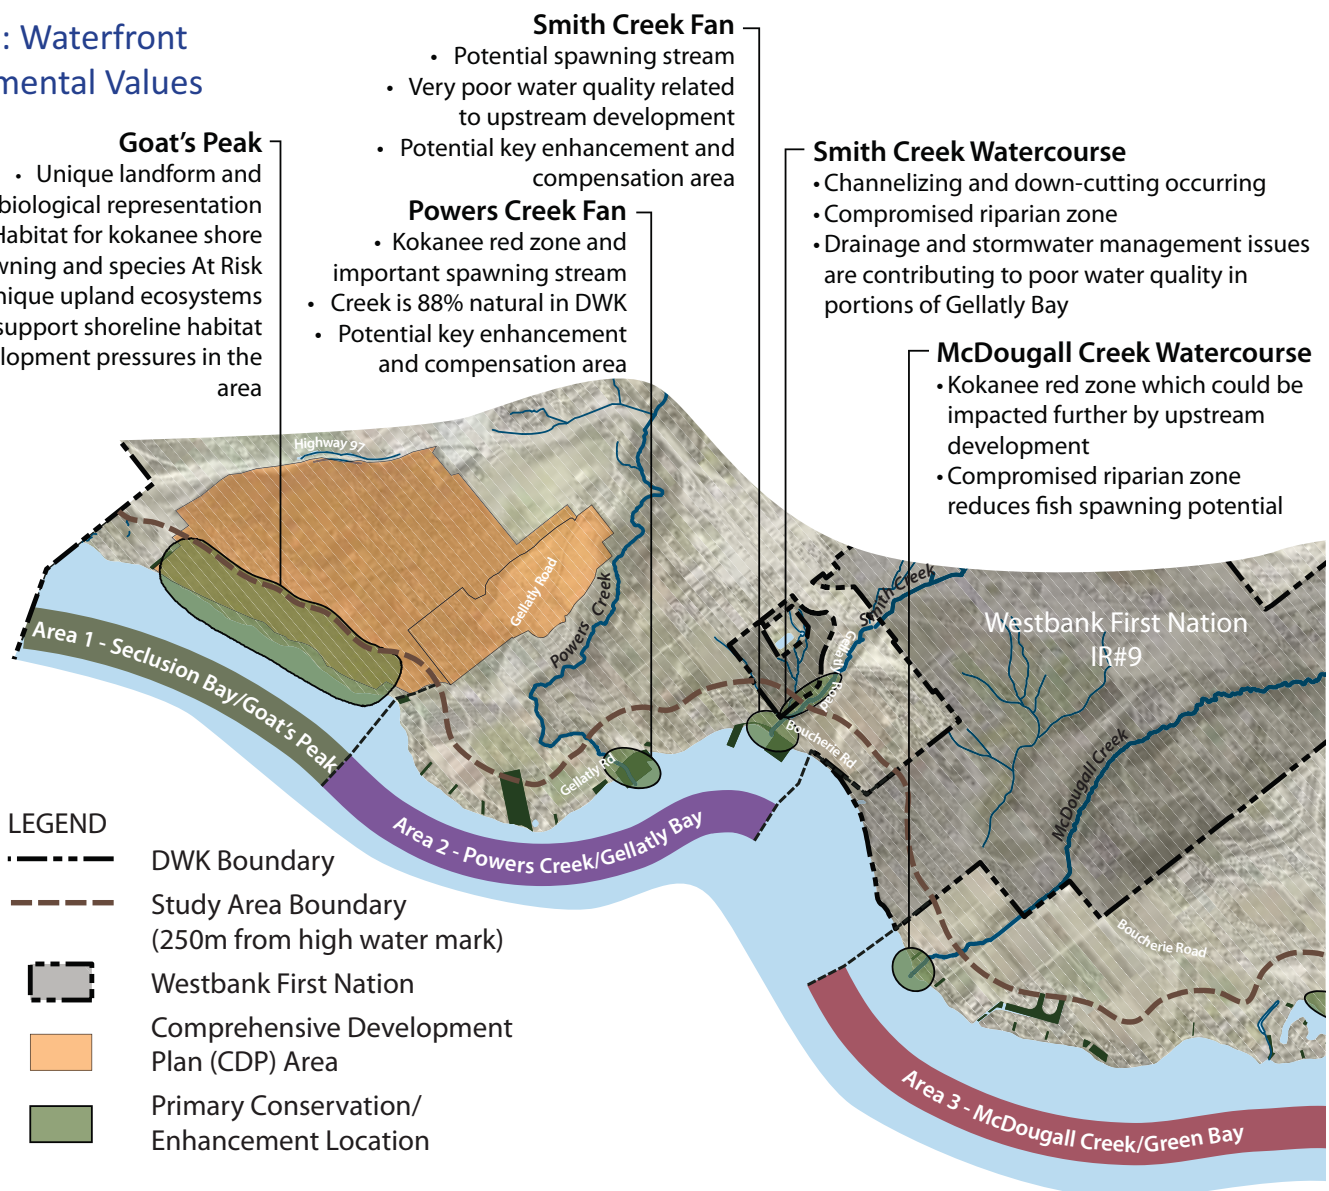 : Waterfront
mental Values
Smith Creek Fan
• Potential spawning stream
• Very poor water quality related
to upstream development
• Potential key enhancement and
compensation area
Goat's Peak
• Unique landform and
biological representation
Habitat for kokanee shore
wning and species At Risk
nique upland ecosystems
support shoreline habitat
lopment pressures in the
area
Powers Creek Fan
• Kokanee red zone and
important spawning stream
• Creek is 88% natural in DWK
• Potential key enhancement
and compensation area
Smith Creek Watercourse
• Channelizing and down-cutting occurring
• Compromised riparian zone
• Drainage and stormwater management issues
are contributing to poor water quality in
portions of Gellatly Bay
McDougall Creek Watercourse
• Kokanee red zone which could be
impacted further by upstream
development
• Compromised riparian zone
reduces fish spawning potential
Highway 97
Gellatly Road
Powers Creek
Smith Creek
Gellatly Road
Westbank First Nation
IR#9
Boucherie Rd
Gellatly Rd
McDougall Creek
Boucherie Road
Area 1 - Seclusion Bay/Goat's Peak
Area 2 - Powers Creek/Gellatly Bay
Area 3 - McDougall Creek/Green Bay
LEGEND
DWK Boundary
Study Area Boundary
(250m from high water mark)
Westbank First Nation
Comprehensive Development
Plan (CDP) Area
Primary Conservation/
Enhancement Location